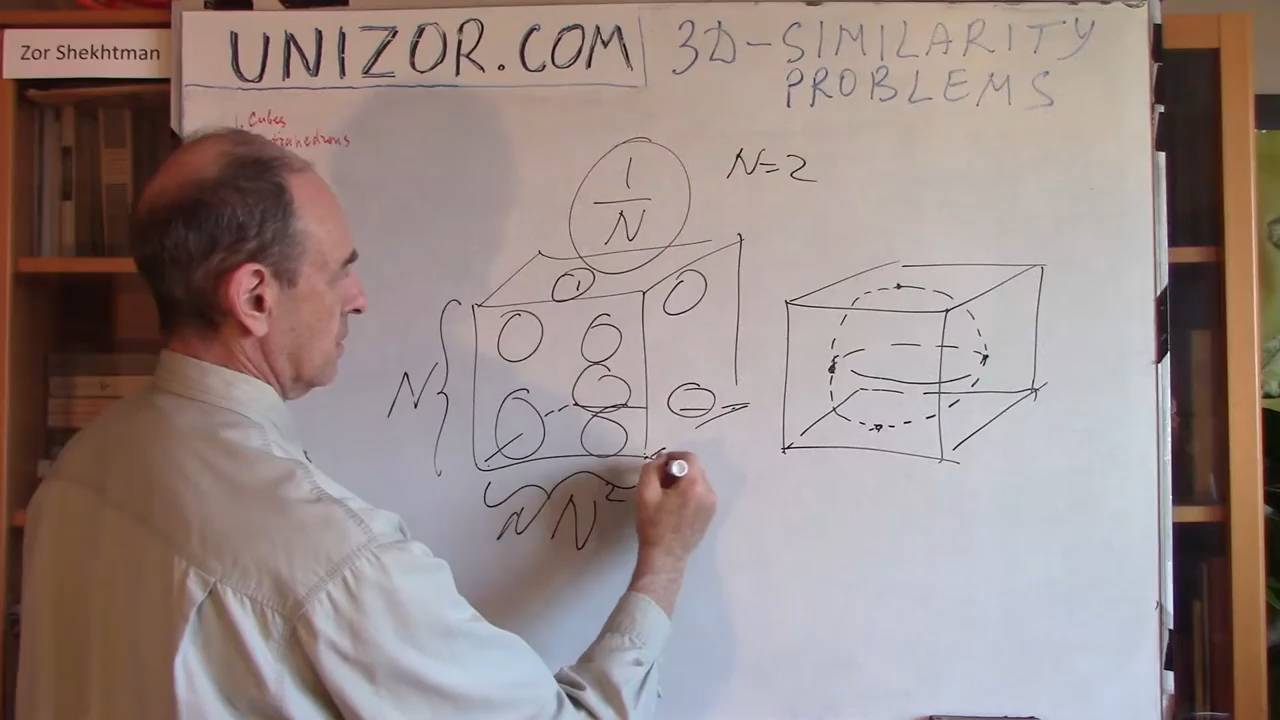 Zor Shekhtman
UNIZOR.COM
3D-SIMILARITY
PROBLEMS
1. Cubes
1
N
N=2
N
N
N²